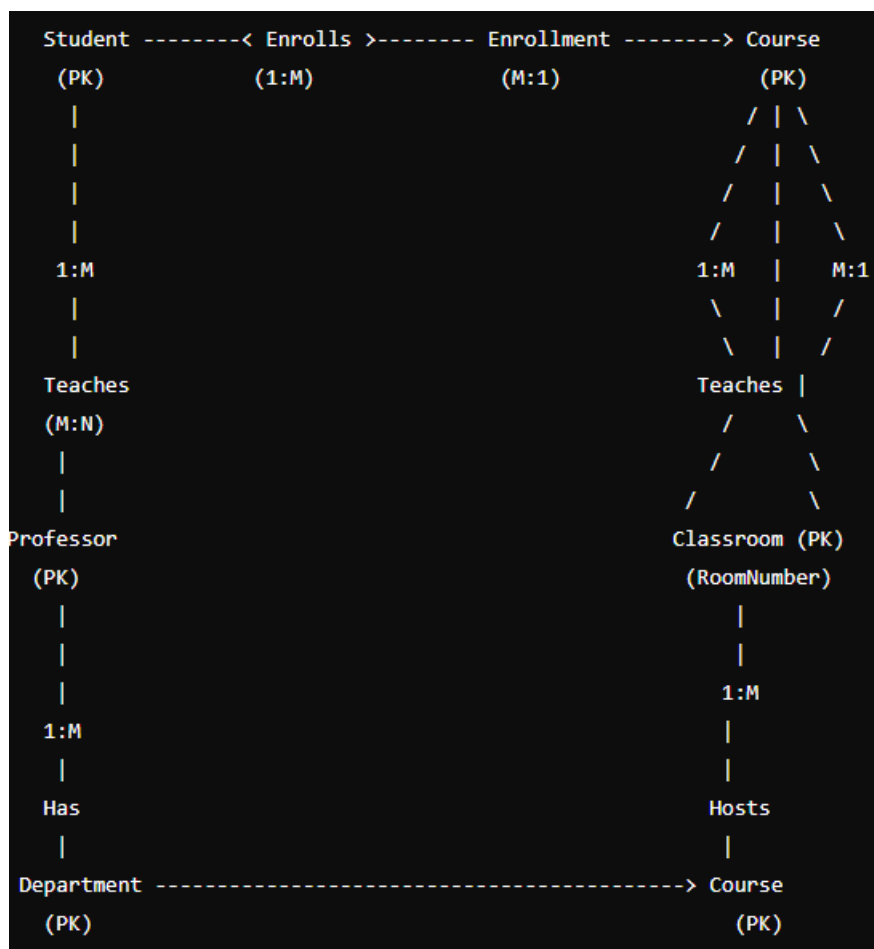 Student --------< Enrolls >-------- Enrollment --------> Course
(PK) (1:M) (M:1) (PK)
| / | \
| / | \
| / | \
| / | \
1:M 1:M | M:1
| \ | /
| \ | /
Teaches Teaches |
(M:N) / \
| / \
| / \
Professor Classroom (PK)
(PK) (RoomNumber)
| |
| |
| 1:M
1:M |
| |
Has Hosts
| |
Department -------------------------------------------> Course
(PK) (PK)